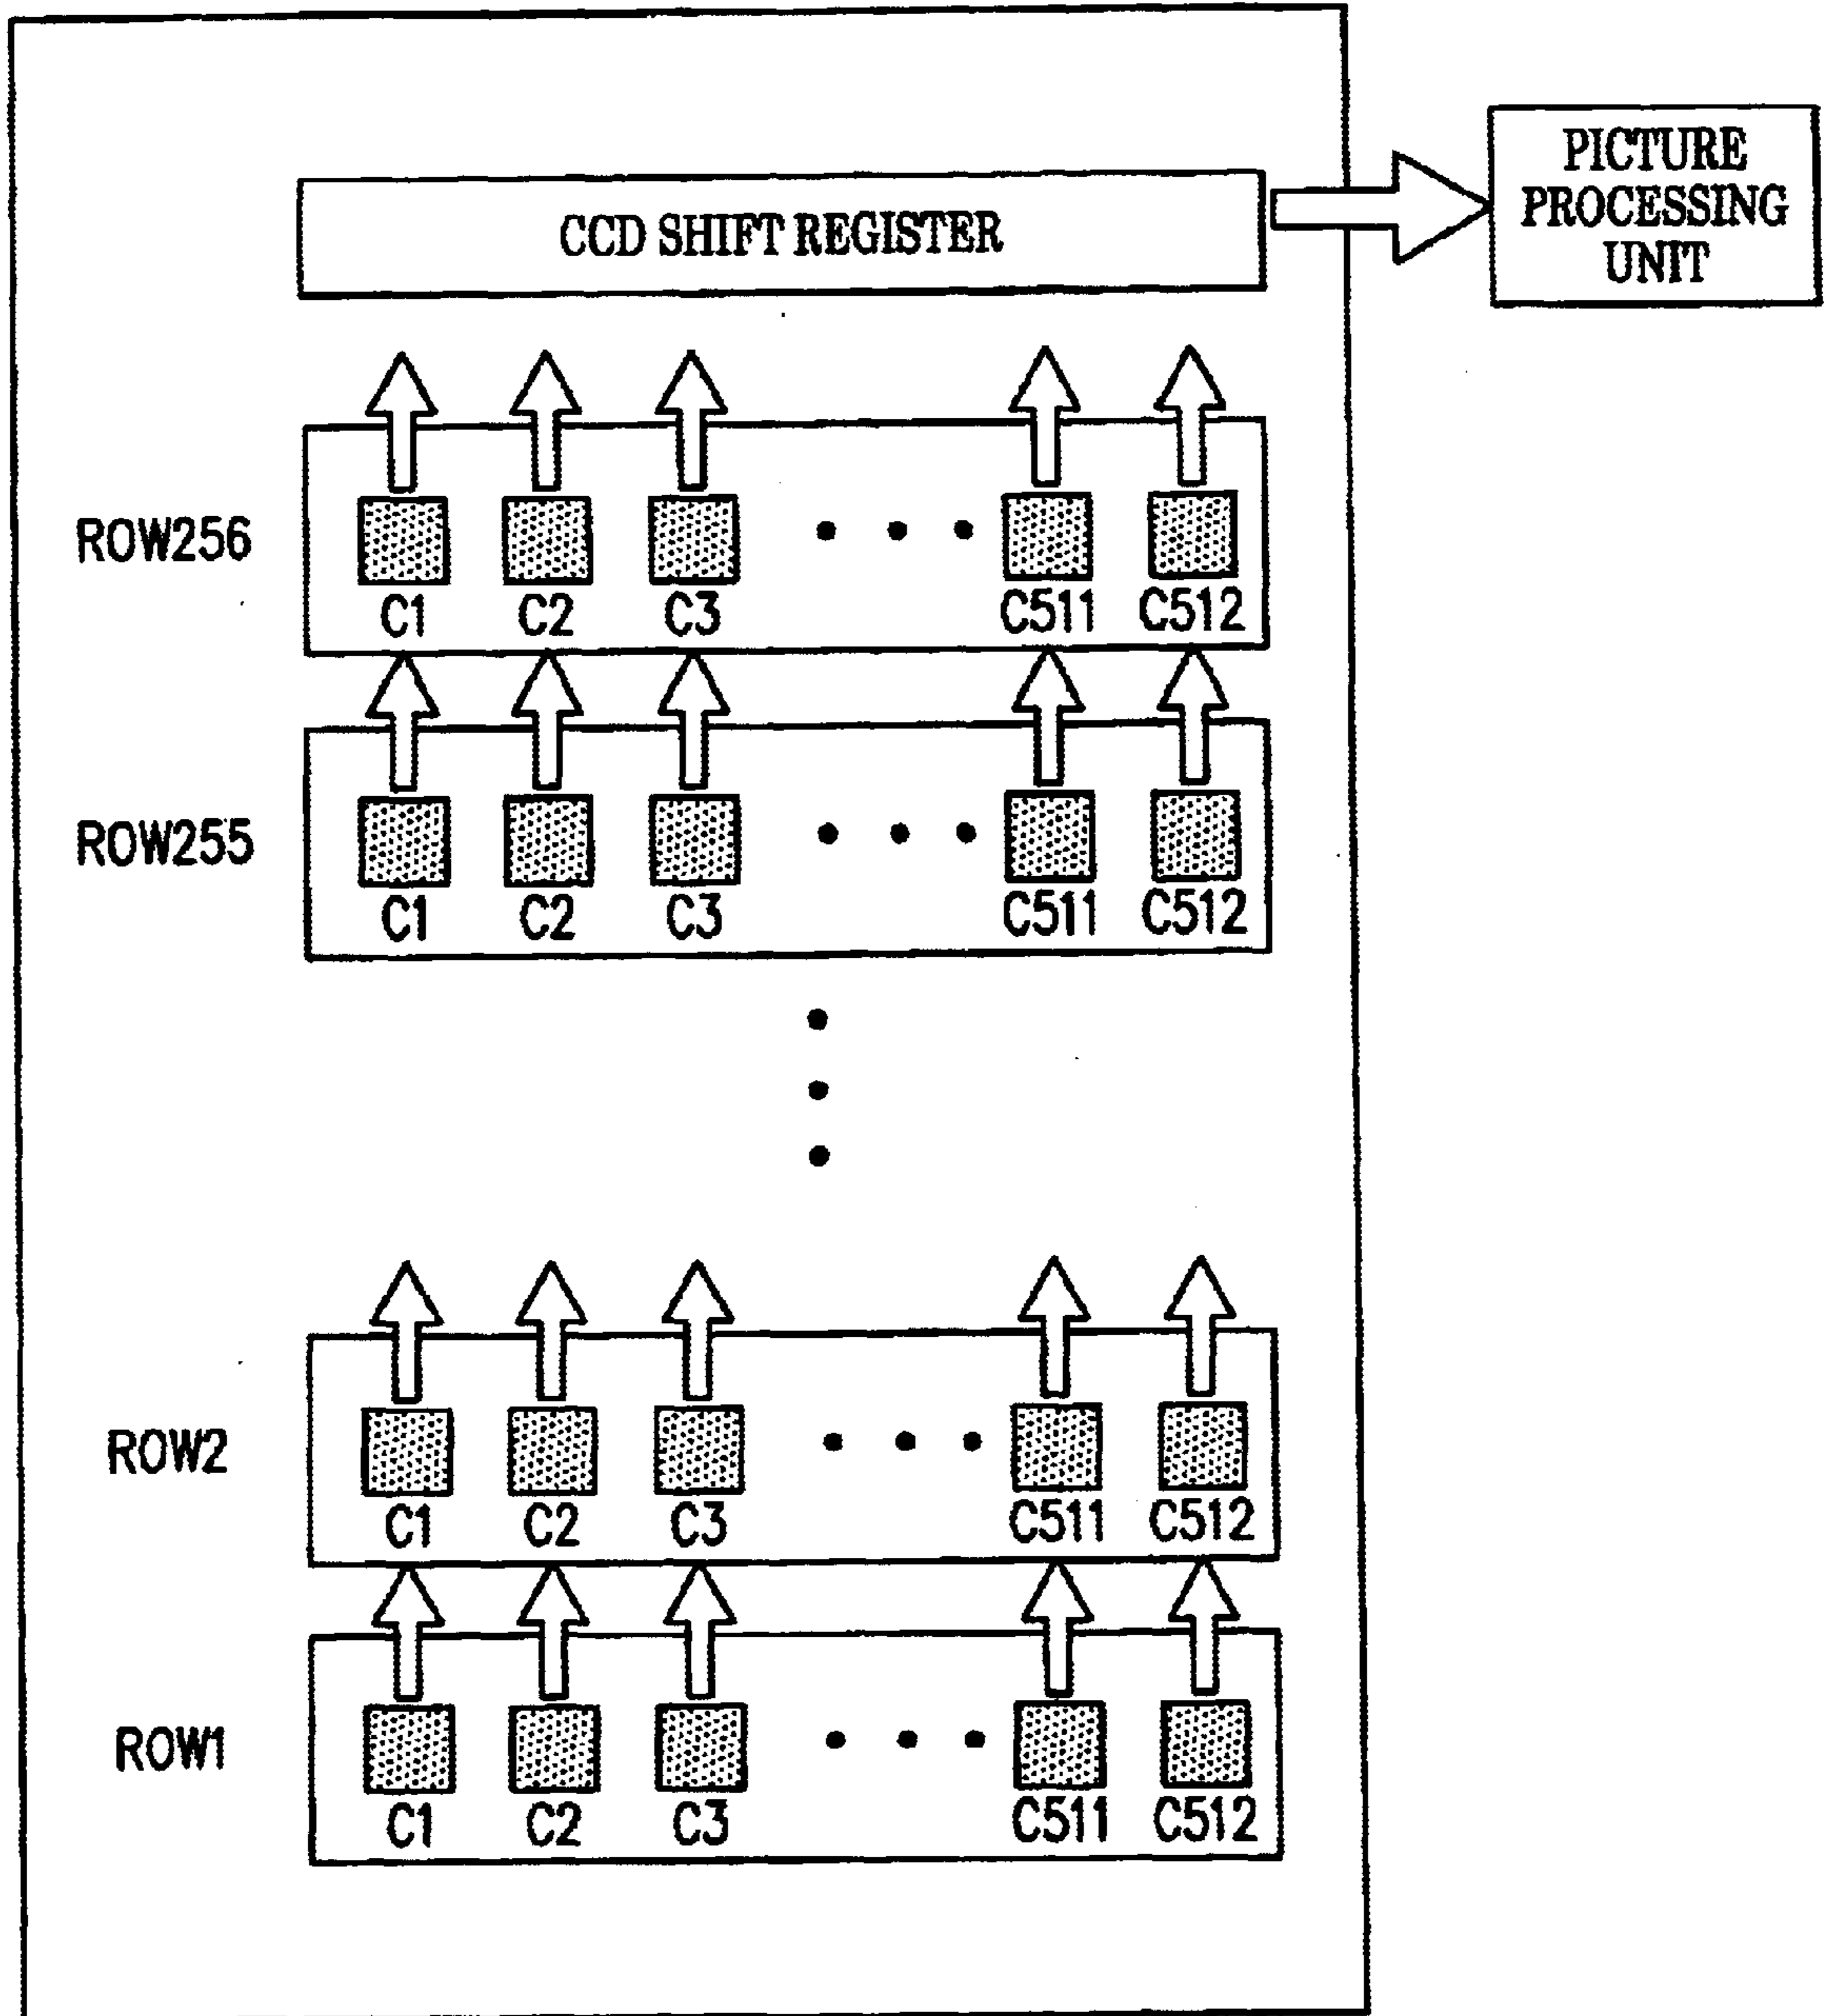 PICTURE
PROCESSING
UNIT
CCD SHIFT REGISTER
ROW256
C1 C2 C3 C511 C512
ROW255
C1 C2 C3 C511 C512
ROW2
C1 C2 C3 C511 C512
ROW1
C1 C2 C3 C511 C512